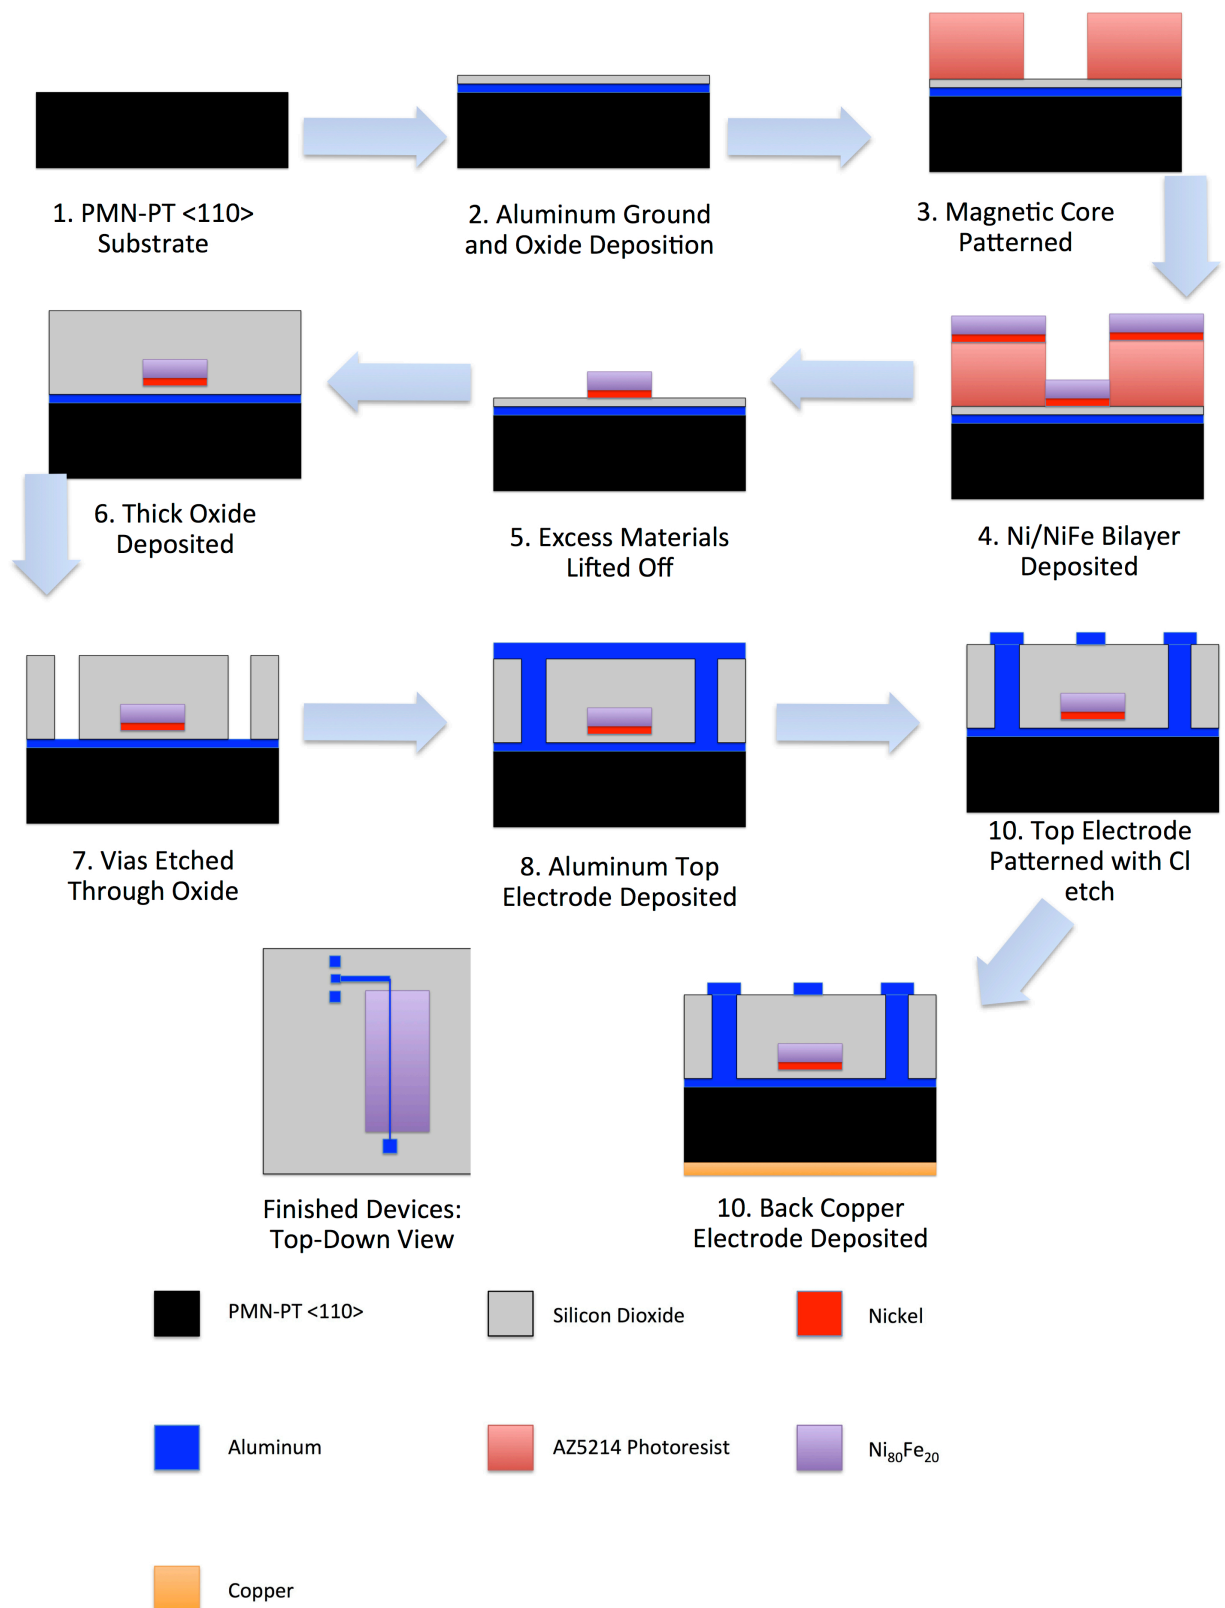 1. PMN-PT <110>
Substrate
2. Aluminum Ground
and Oxide Deposition
3. Magnetic Core
Patterned
6. Thick Oxide
Deposited
5. Excess Materials
Lifted Off
4. Ni/NiFe Bilayer
Deposited
7. Vias Etched
Through Oxide
8. Aluminum Top
Electrode Deposited
10. Top Electrode
Patterned with Cl
etch
Finished Devices:
Top-Down View
10. Back Copper
Electrode Deposited
PMN-PT <110>
Silicon Dioxide
Nickel
Aluminum
AZ5214 Photoresist
Ni₈₀Fe₂₀
Copper